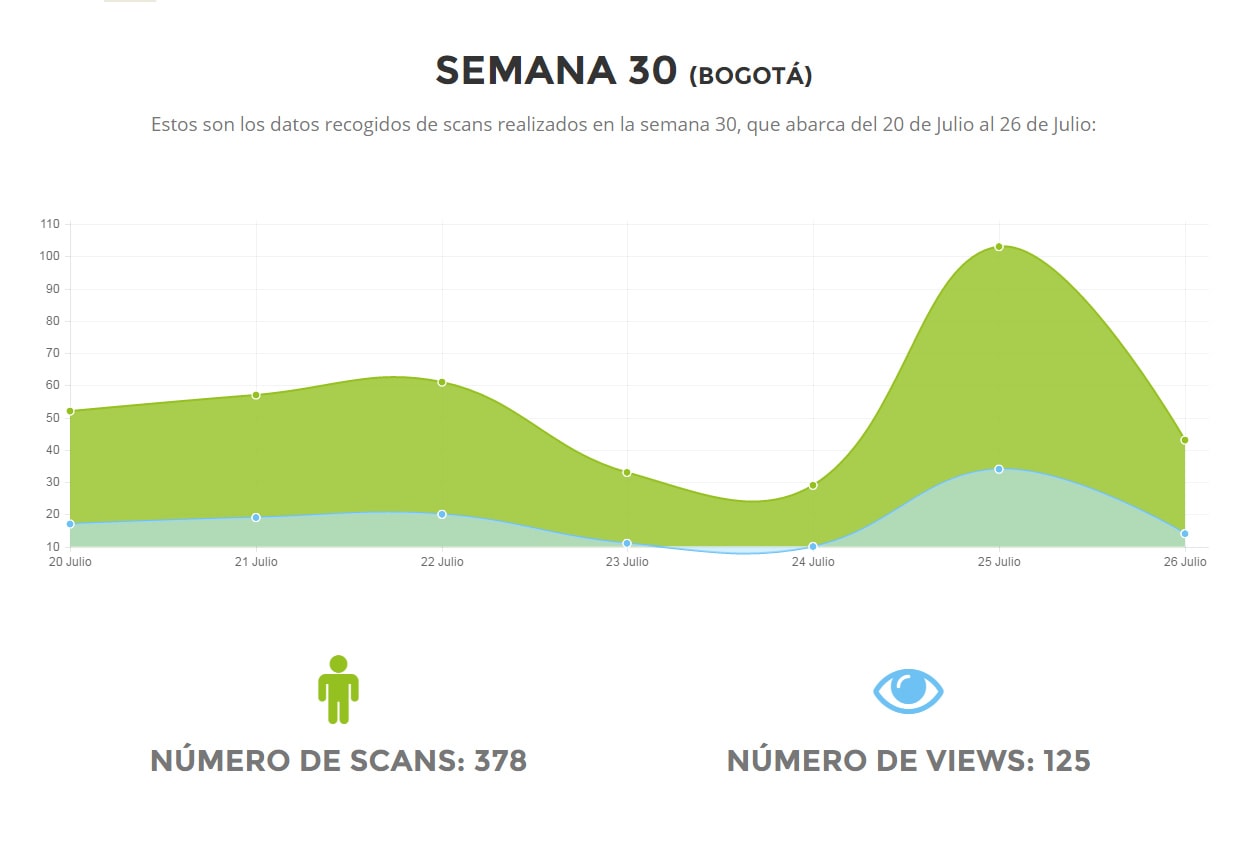 SEMANA 30 (BOGOTÁ)
Estos son los datos recogidos de scans realizados en la semana 30, que abarca del 20 de Julio al 26 de Julio:
110
100
90
80
70
60
50
40
30
20
10
20 Julio 21 Julio 22 Julio 23 Julio 24 Julio 25 Julio 26 Julio
NÚMERO DE SCANS: 378
NÚMERO DE VIEWS: 125